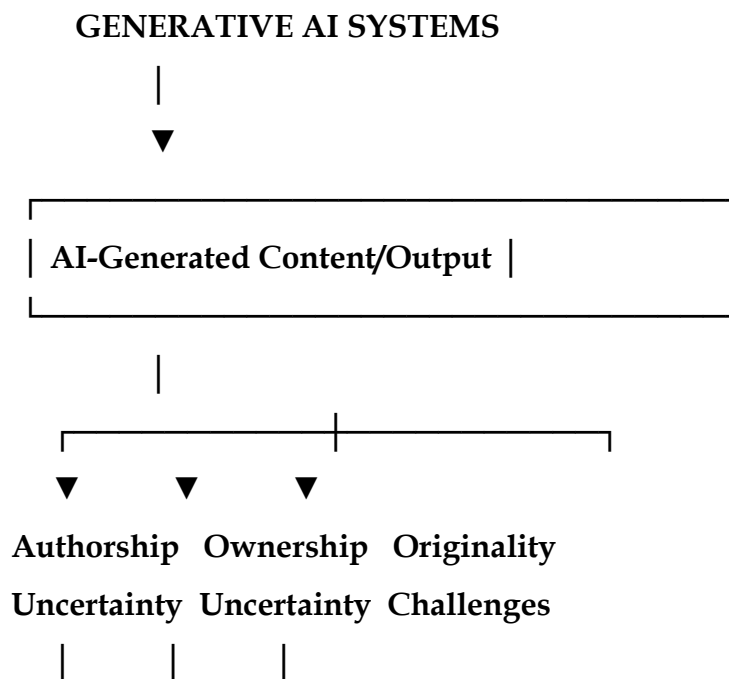 GENERATIVE AI SYSTEMS
│
▼
┌──────────────────────────────
│ AI-Generated Content/Output │
└──────────────────────────────
│
┌───────────┼───────────┐
▼ ▼ ▼
Authorship Ownership Originality
Uncertainty Uncertainty Challenges
│ │ │